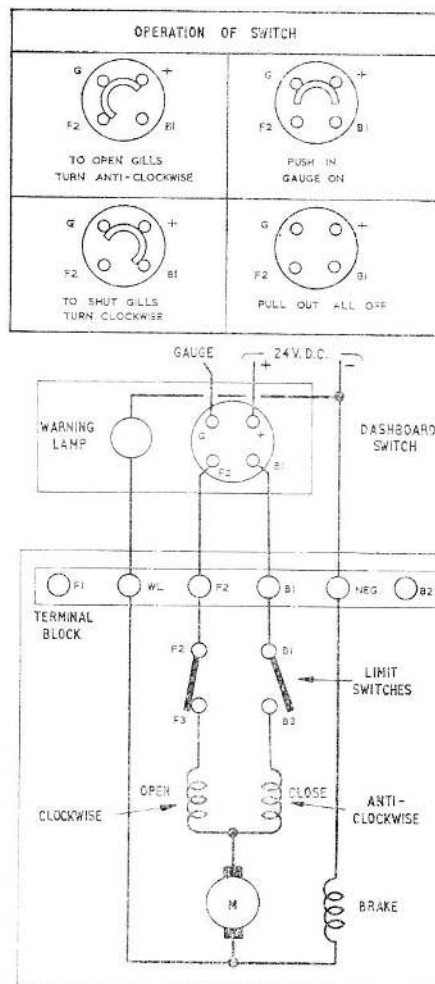 OPERATION OF SWITCH
G +
F2 B1
TO OPEN GILLS
TURN ANTI-CLOCKWISE
G +
F2 B1
PUSH IN
GAUGE ON
G +
F2 B1
TO SHUT GILLS
TURN CLOCKWISE
G +
F2 B1
PULL OUT ALL OFF
GAUGE
+ 24V. D.C. -
WARNING
LAMP
G +
F2 B1
DASHBOARD
SWITCH
F1 WL F2 B1 NEG. B2
TERMINAL
BLOCK
F2 B1
LIMIT
SWITCHES
F3 B3
OPEN CLOSE
CLOCKWISE
ANTI-
CLOCKWISE
M
BRAKE